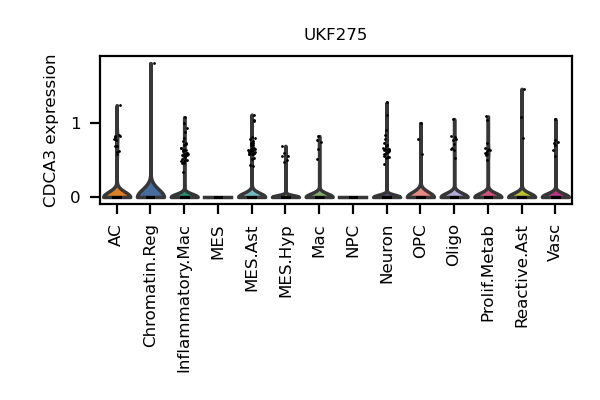 UKF275
CDCA3 expression
1
0
AC
Chromatin.Reg
Inflammatory.Mac
MES
MES.Ast
MES.Hyp
Mac
NPC
Neuron
OPC
Oligo
Prolif.Metab
Reactive.Ast
Vasc